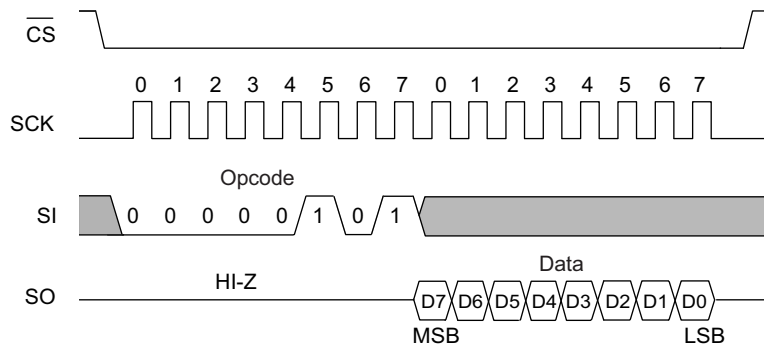 CS
0 1 2 3 4 5 6 7 0 1 2 3 4 5 6 7
SCK
Opcode
SI 0 0 0 0 0 1 0 1
Data
HI-Z
SO D7 D6 D5 D4 D3 D2 D1 D0
MSB LSB